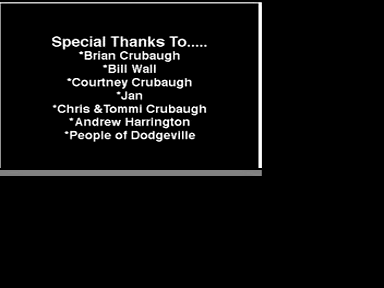 Special Thanks To.....
*Brian Crubaugh
*Bill Wall
*Courtney Crubaugh
*Jan
*Chris &Tommi Crubaugh
*Andrew Harrington
*People of Dodgeville